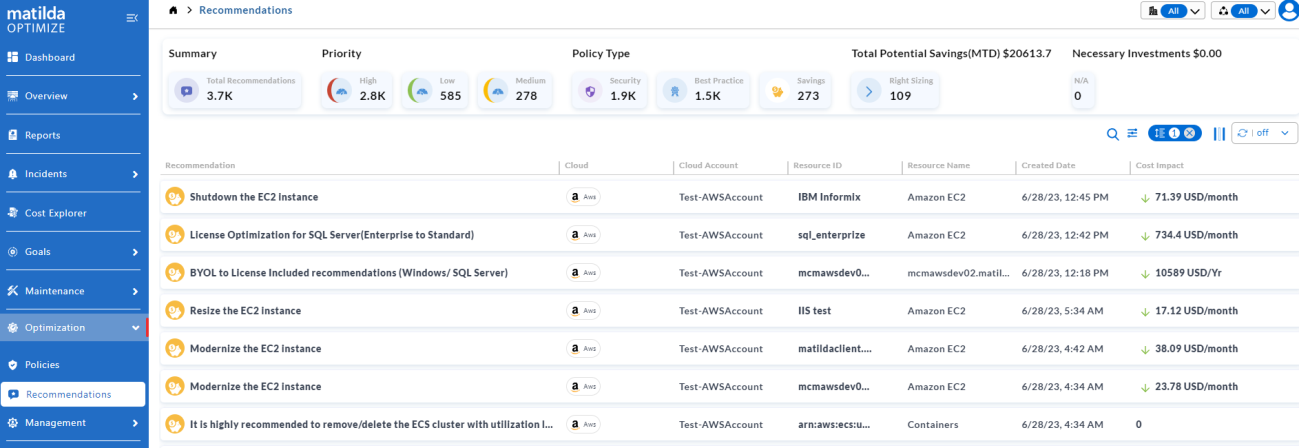 matilda
OPTIMIZE
Dashboard
Overview
Reports
Incidents
Cost Explorer
Goals
Maintenance
Optimization
Policies
Recommendations
Management
> Recommendations
All All
Summary Priority Policy Type Total Potential Savings(MTD) $20613.7 Necessary Investments $0.00
Total Recommendations High Low Medium Security Best Practice Savings Right Sizing N/A
3.7K 2.8K 585 278 1.9K 1.5K 273 109 0
1 off
Recommendation Cloud Cloud Account Resource ID Resource Name Created Date Cost Impact
Shutdown the EC2 instance a Aws Test-AWSAccount IBM Informix Amazon EC2 6/28/23, 12:45 PM 71.39 USD/month
License Optimization for SQL Server(Enterprise to Standard) a Aws Test-AWSAccount sql_enterprize Amazon EC2 6/28/23, 12:42 PM 734.4 USD/month
BYOL to License Included recommendations (Windows/ SQL Server) a Aws Test-AWSAccount mcmawsdev0... mcmawsdev02.matil... 6/28/23, 12:18 PM 10589 USD/Yr
Resize the EC2 instance a Aws Test-AWSAccount IIS test Amazon EC2 6/28/23, 5:34 AM 17.12 USD/month
Modernize the EC2 instance a Aws Test-AWSAccount matildaclient.... Amazon EC2 6/28/23, 4:42 AM 38.09 USD/month
Modernize the EC2 instance a Aws Test-AWSAccount mcmawsdev0... Amazon EC2 6/28/23, 4:34 AM 23.78 USD/month
It is highly recommended to remove/delete the ECS cluster with utilization l... a Aws Test-AWSAccount arn:aws:ecs:u... Containers 6/28/23, 4:34 AM 0